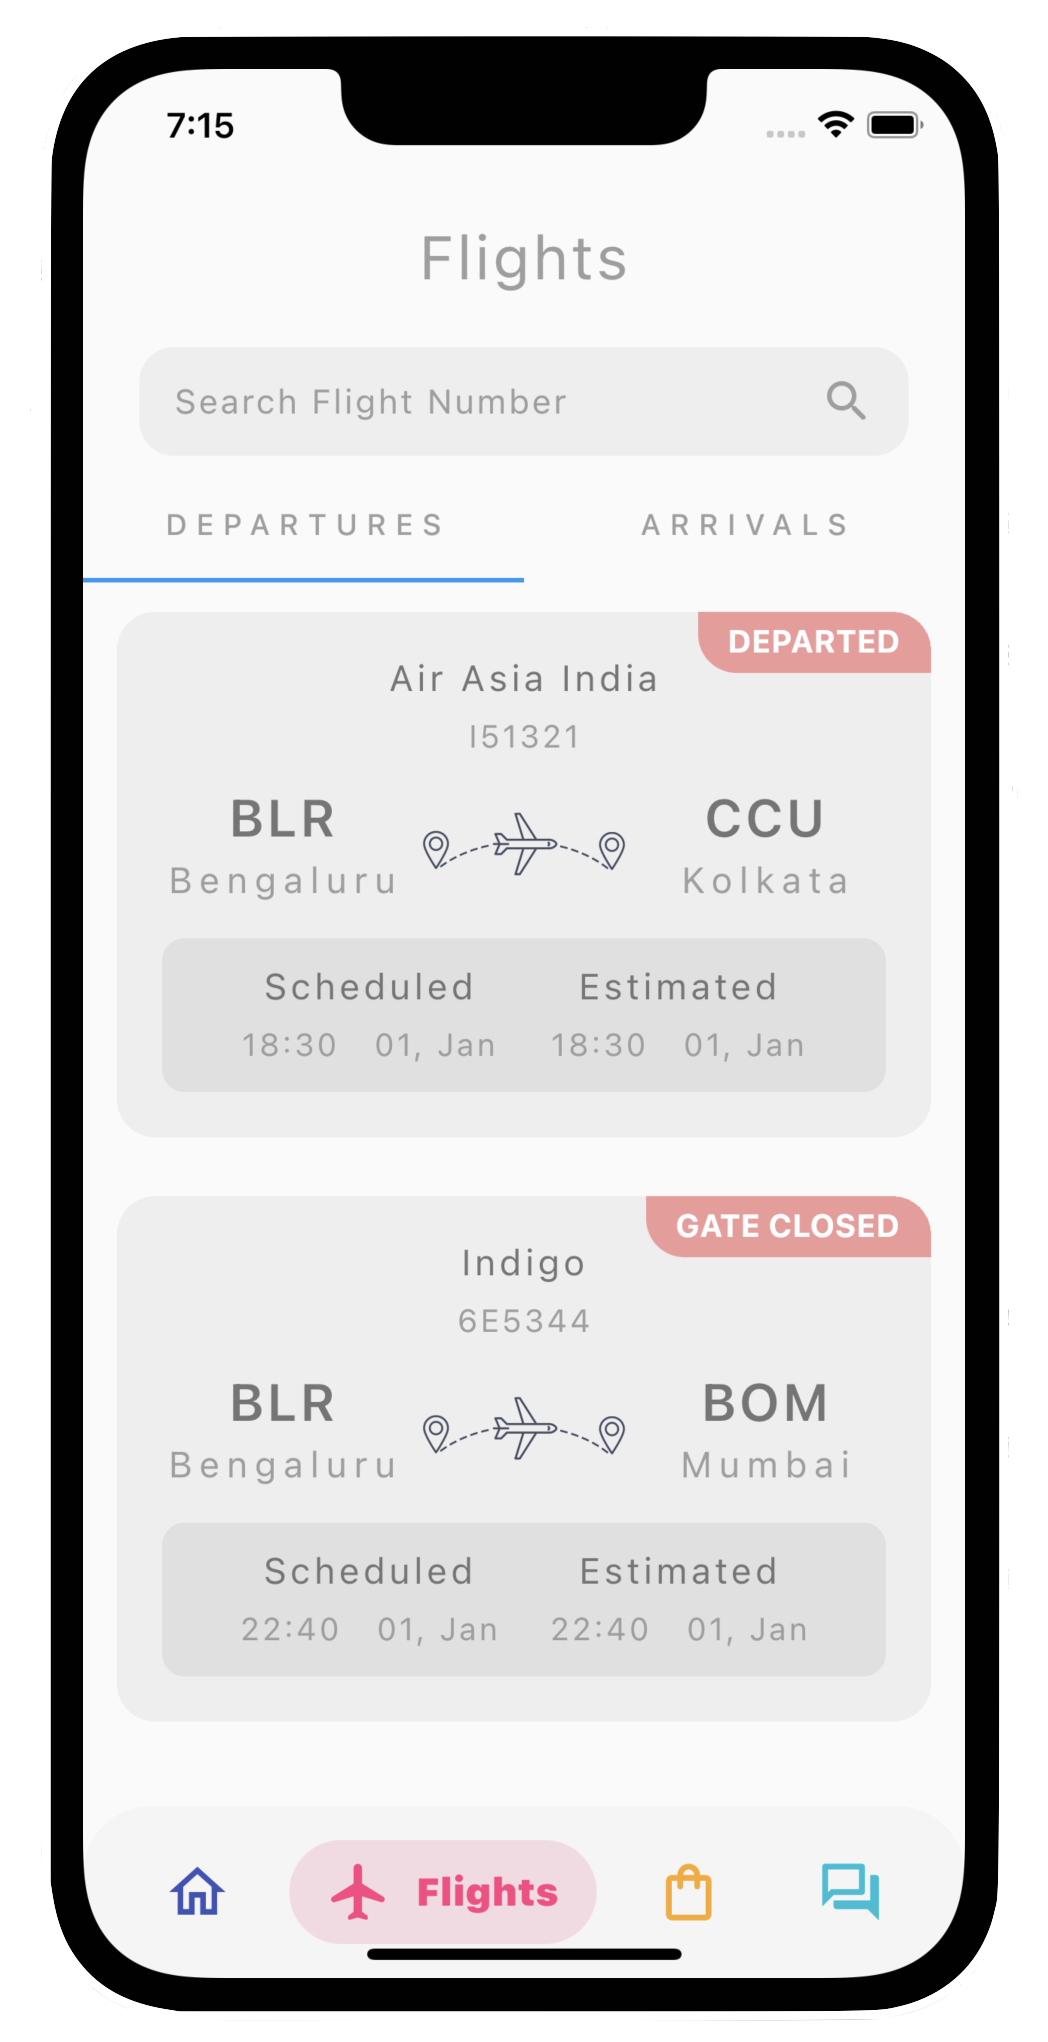 7:15
Flights
Search Flight Number
DEPARTURES ARRIVALS
DEPARTED
Air Asia India
I51321
BLR CCU
Bengaluru Kolkata
Scheduled Estimated
18:30 01, Jan 18:30 01, Jan
GATE CLOSED
Indigo
6E5344
BLR BOM
Bengaluru Mumbai
Scheduled Estimated
22:40 01, Jan 22:40 01, Jan
Flights